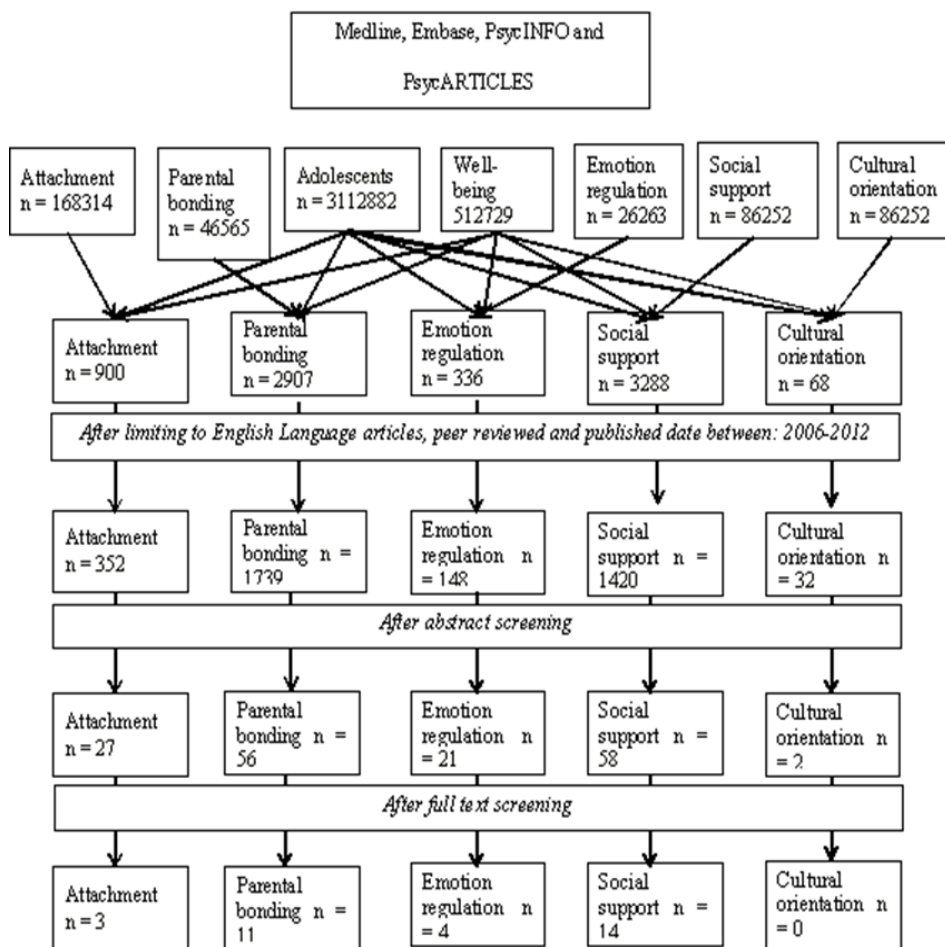 Medline, Embase, PsycINFO and
PsycARTICLES
Attachment
n = 168314
Parental
bonding
n = 46565
Adolescents
n = 3112882
Well-
being
512729
Emotion
regulation
n = 26263
Social
support
n = 86252
Cultural
orientation
n = 86252
Attachment
n = 900
Parental
bonding
n = 2907
Emotion
regulation
n = 336
Social
support
n = 3288
Cultural
orientation
n = 68
After limiting to English Language articles, peer reviewed and published date between: 2006-2012
Attachment
n = 352
Parental
bonding n =
1739
Emotion
regulation n
= 148
Social
support n =
1420
Cultural
orientation n
= 32
After abstract screening
Attachment
n = 27
Parental
bonding n =
56
Emotion
regulation n
= 21
Social
support n =
58
Cultural
orientation n
= 2
After full text screening
Attachment
n = 3
Parental
bonding n =
11
Emotion
regulation n
= 4
Social
support n =
14
Cultural
orientation n
= 0